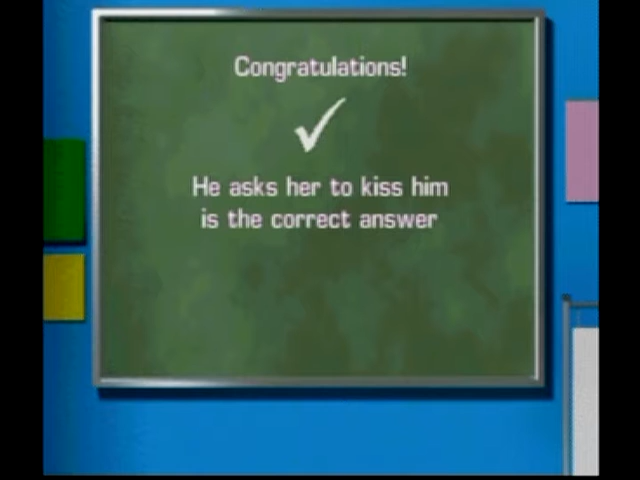 Congratulations!
He asks her to kiss him
is the correct answer